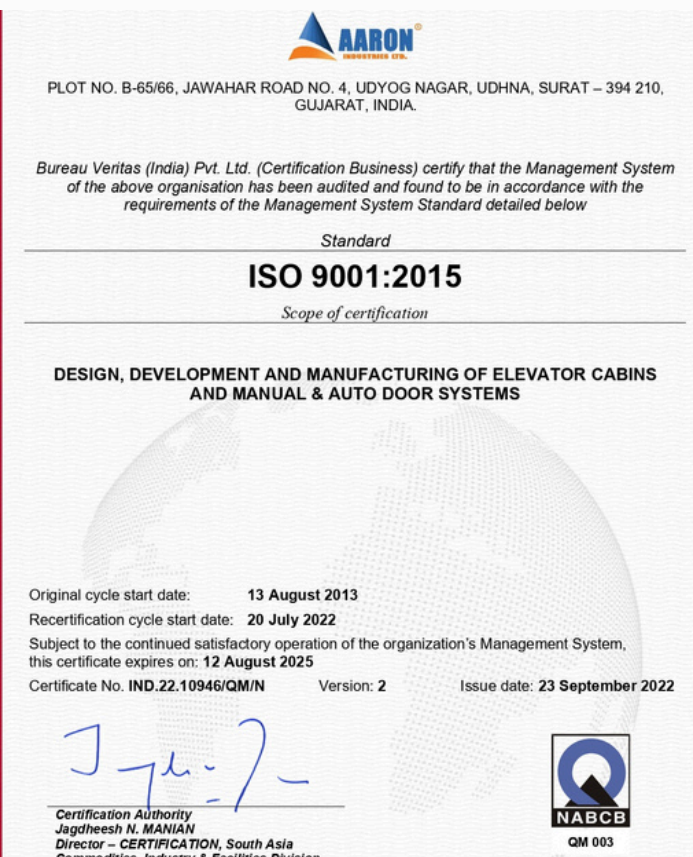 AARON®
INDUSTRIES LTD.
PLOT NO. B-65/66, JAWAHAR ROAD NO. 4, UDYOG NAGAR, UDHNA, SURAT – 394 210,
GUJARAT, INDIA.
Bureau Veritas (India) Pvt. Ltd. (Certification Business) certify that the Management System
of the above organisation has been audited and found to be in accordance with the
requirements of the Management System Standard detailed below
Standard
ISO 9001:2015
Scope of certification
DESIGN, DEVELOPMENT AND MANUFACTURING OF ELEVATOR CABINS
AND MANUAL & AUTO DOOR SYSTEMS
Original cycle start date: 13 August 2013
Recertification cycle start date: 20 July 2022
Subject to the continued satisfactory operation of the organization's Management System,
this certificate expires on: 12 August 2025
Certificate No. IND.22.10946/QM/N Version: 2 Issue date: 23 September 2022
Certification Authority
Jagdheesh N. MANIAN
Director – CERTIFICATION, South Asia
Commodities, Industry & Facilities Division
NABCB
QM 003